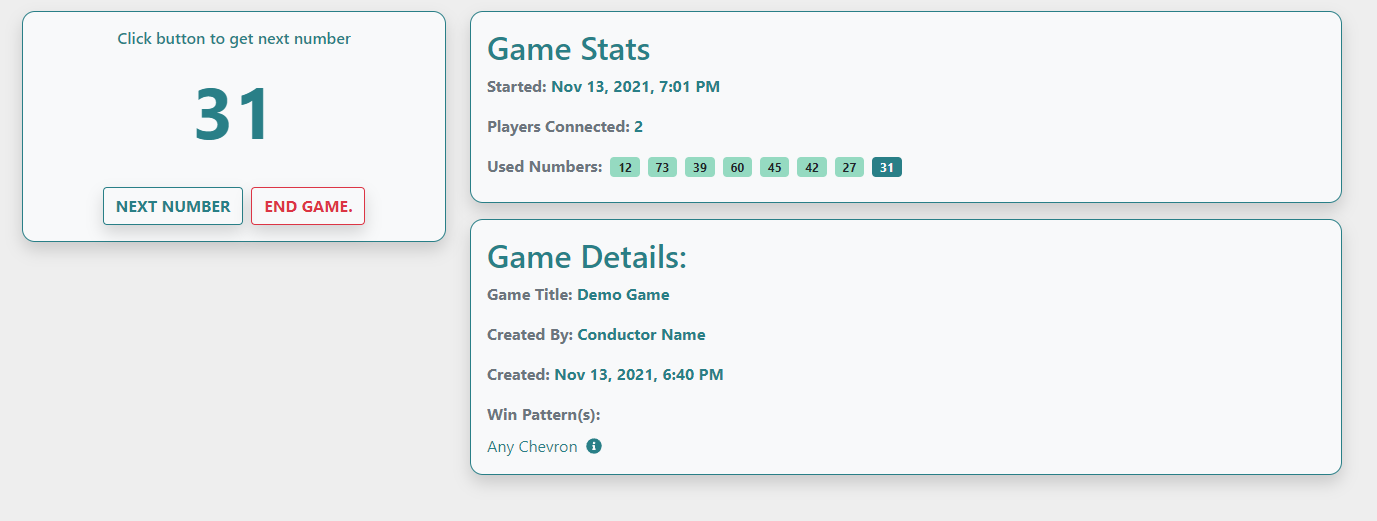 Click button to get next number
31
NEXT NUMBER END GAME.
Game Stats
Started: Nov 13, 2021, 7:01 PM
Players Connected: 2
Used Numbers: 12 73 39 60 45 42 27 31
Game Details:
Game Title: Demo Game
Created By: Conductor Name
Created: Nov 13, 2021, 6:40 PM
Win Pattern(s):
Any Chevron